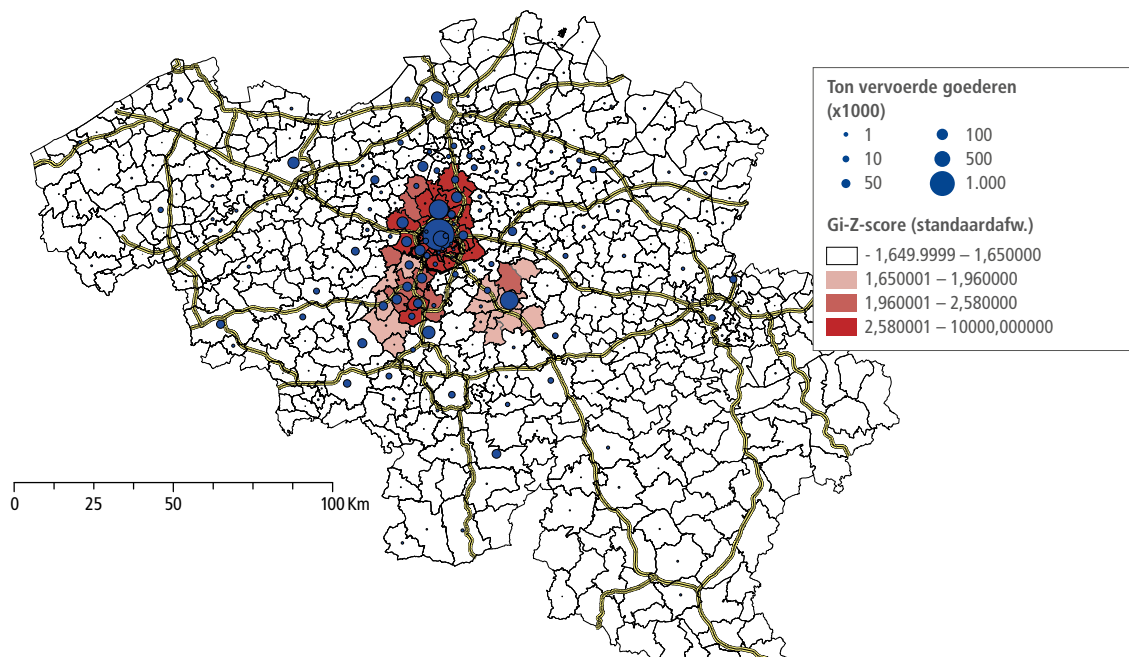 Ton vervoerde goederen
(x1000)
1 100
10 500
50 1.000
Gi-Z-score (standaardafw.)
- 1,649.9999 – 1,650000
1,650001 – 1,960000
1,960001 – 2,580000
2,580001 – 10000,000000
0 25 50 100 Km